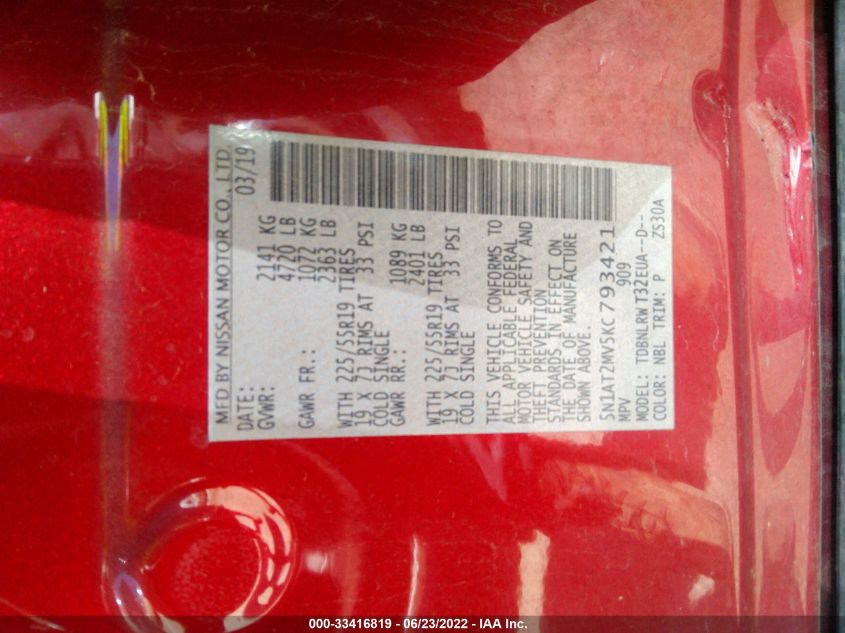 MFD BY NISSAN MOTOR CO., LTD.
DATE: 03/19
GVWR: 2141 KG
4720 LB
GAWR FR.: 1072 KG
2363 LB
WITH 225/55R19 TIRES
19 X 7J RIMS AT 33 PSI
COLD SINGLE
GAWR RR.: 1089 KG
2401 LB
WITH 225/55R19 TIRES
19 X 7J RIMS AT 33 PSI
COLD SINGLE
THIS VEHICLE CONFORMS TO
ALL APPLICABLE FEDERAL
MOTOR VEHICLE SAFETY AND
THEFT PREVENTION
STANDARDS IN EFFECT ON
THE DATE OF MANUFACTURE
SHOWN ABOVE.
5N1AT2MV5KC793421
MPV 909
MODEL: TDBNLRWT32EUA--D--
COLOR: NBL TRIM: P ZS30A
000-33416819 - 06/23/2022 - IAA Inc.